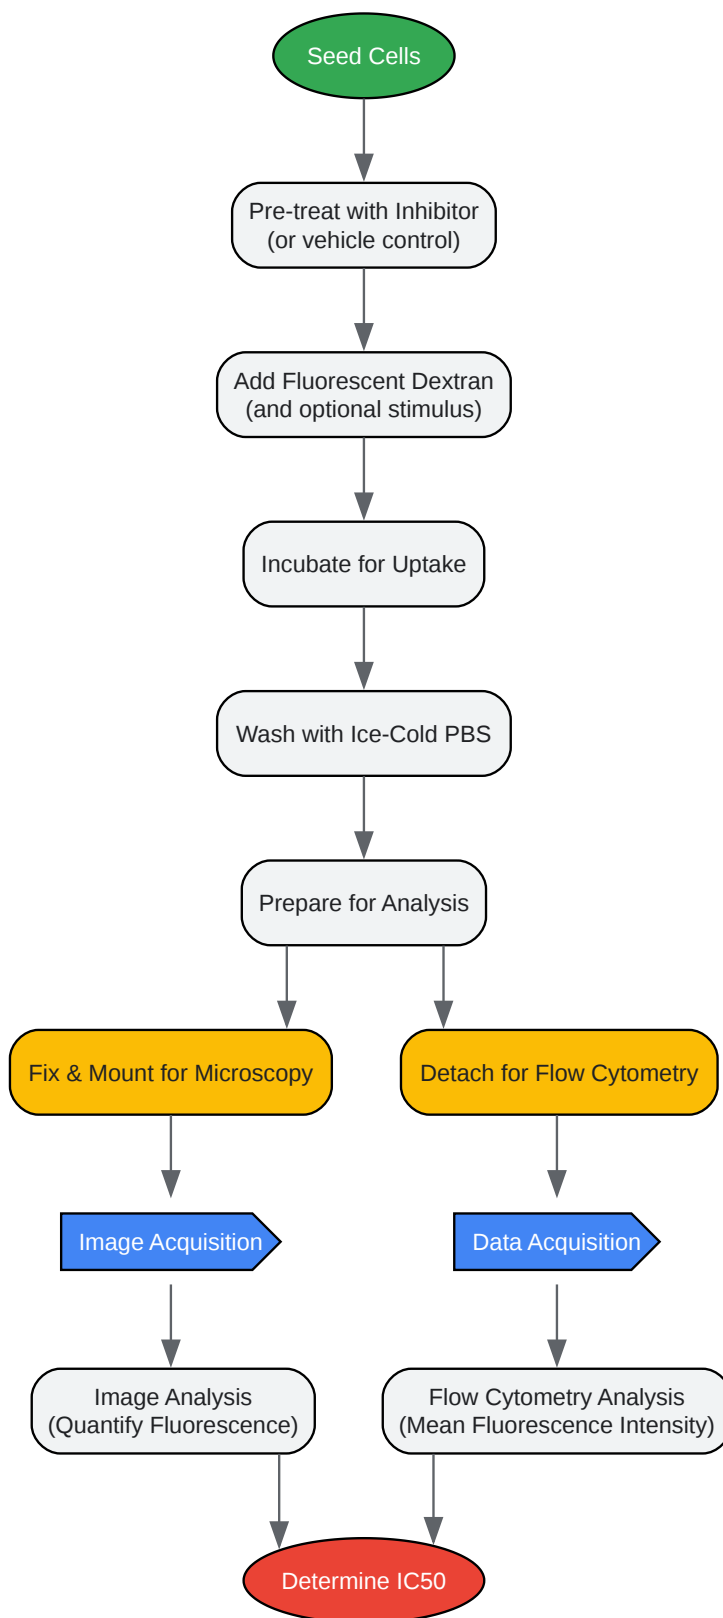 Seed Cells
Pre-treat with Inhibitor
(or vehicle control)
Add Fluorescent Dextran
(and optional stimulus)
Incubate for Uptake
Wash with Ice-Cold PBS
Prepare for Analysis
Fix & Mount for Microscopy
Detach for Flow Cytometry
Image Acquisition
Data Acquisition
Image Analysis
(Quantify Fluorescence)
Flow Cytometry Analysis
(Mean Fluorescence Intensity)
Determine IC50